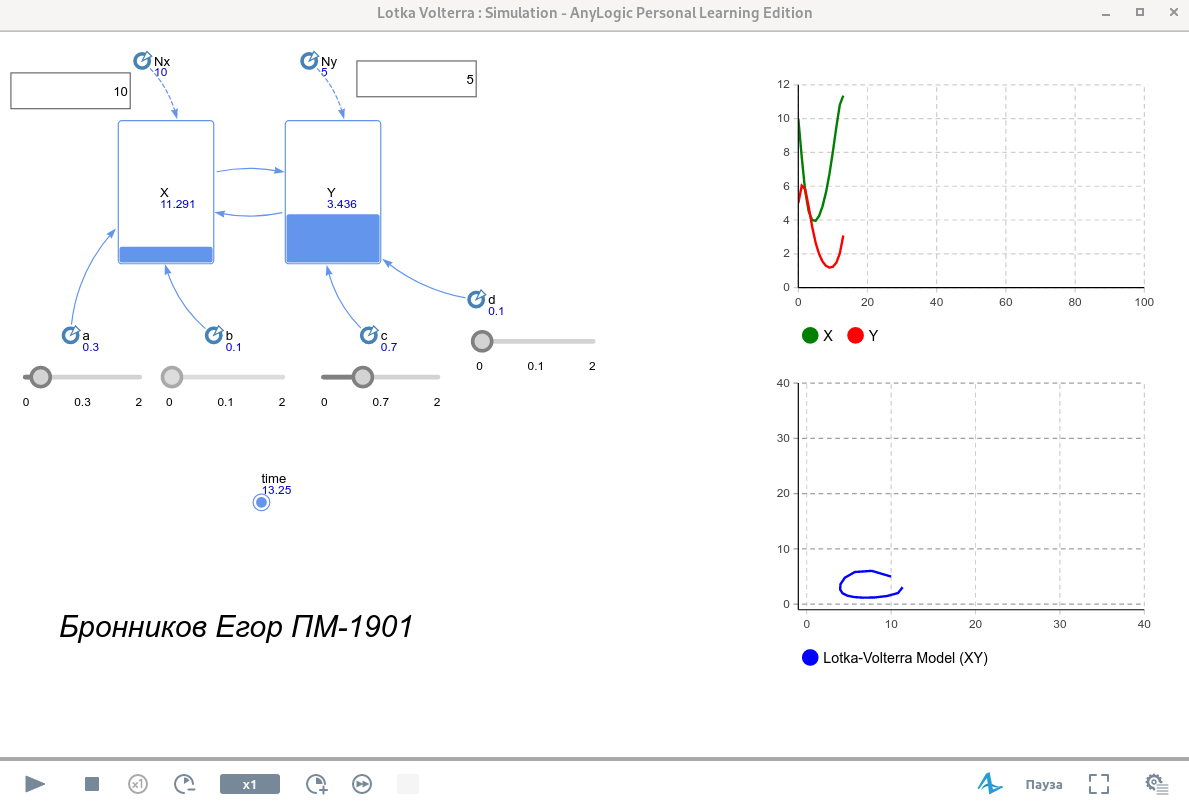 Lotka Volterra : Simulation - AnyLogic Personal Learning Edition
Nx
10
10
Ny
5
5
X
11.291
Y
3.436
a
0.3
b
0.1
c
0.7
d
0.1
0 0.3 2
0 0.1 2
0 0.7 2
0 0.1 2
time
13.25
Бронников Егор ПМ-1901
12
10
8
6
4
2
0
0 20 40 60 80 100
X Y
40
30
20
10
0
0 10 20 30 40
Lotka-Volterra Model (XY)
x1
x1
Пауза